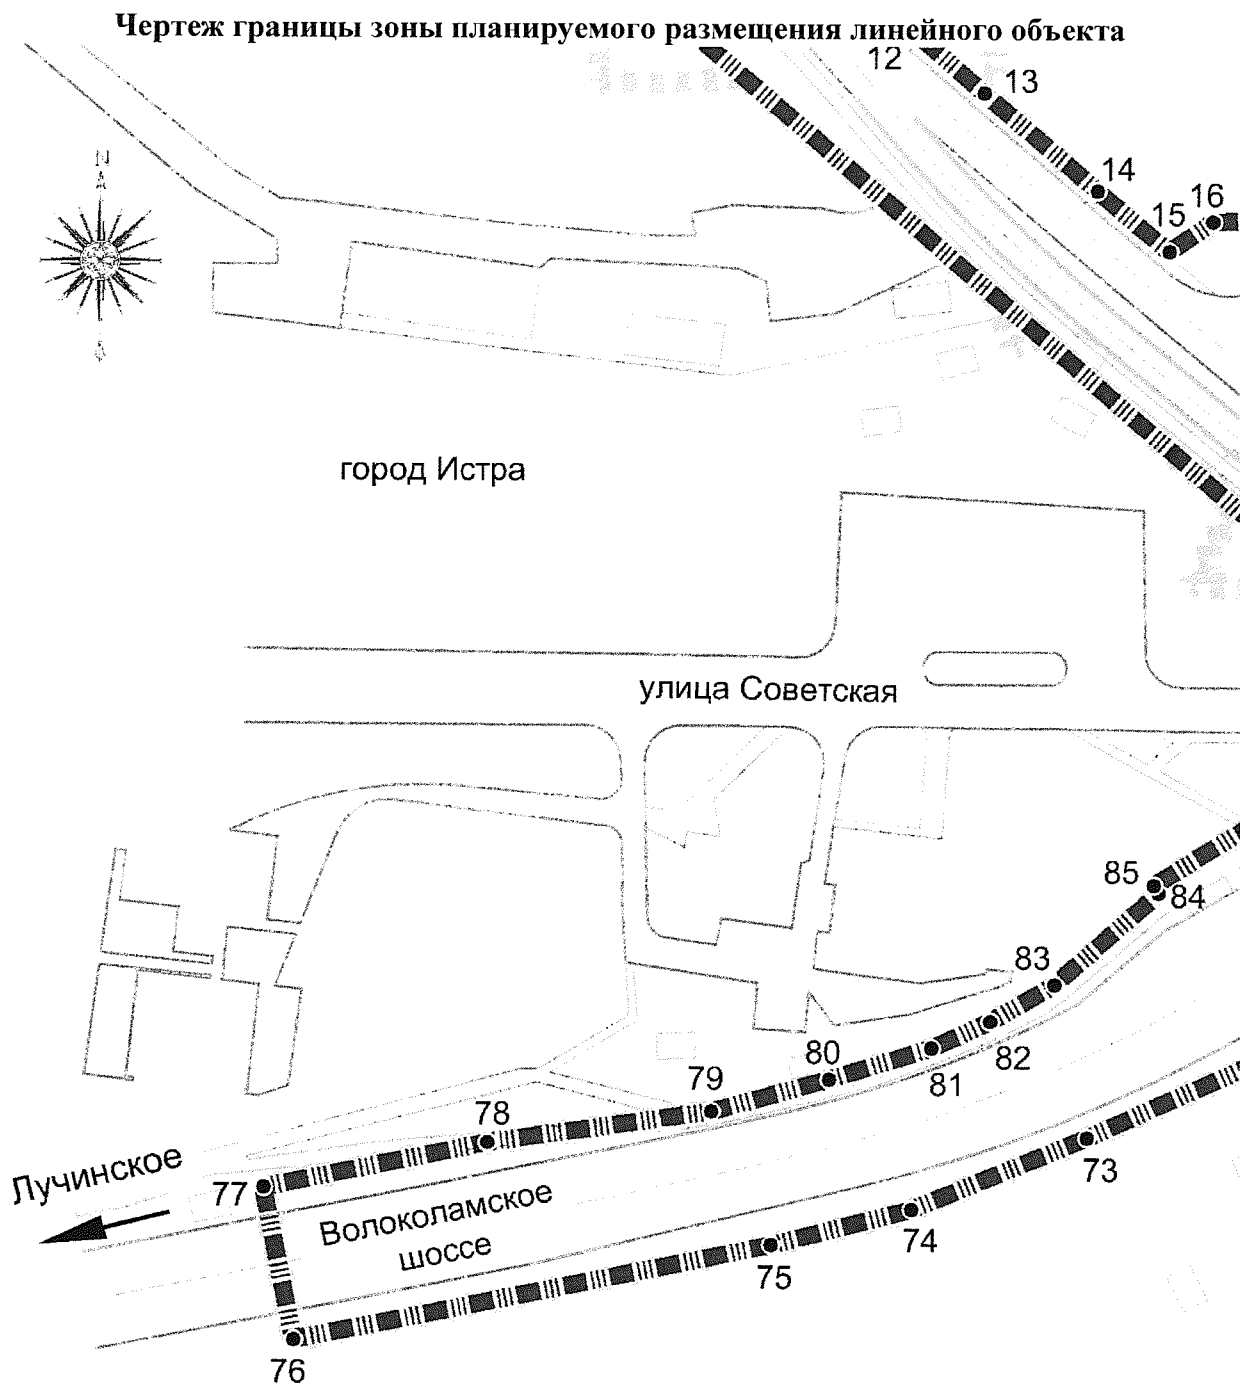 Чертеж границы зоны планируемого размещения линейного объекта
12
13
14
15
16
N
город Истра
улица Советская
85
84
83
82
81
80
79
78
77
Лучинское
Волоколамское
шоссе
73
74
75
76